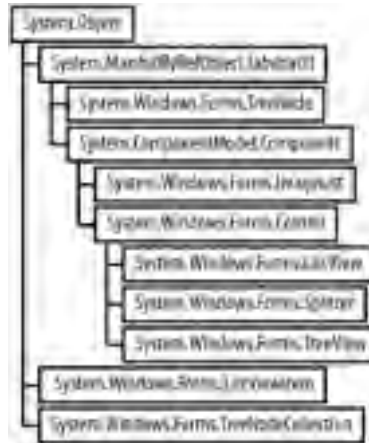 System.Object
System.MarshalByRefObject {abstract}
System.Windows.Forms.TreeNode
System.ComponentModel.Component
System.Windows.Forms.ImageList
System.Windows.Forms.Control
System.Windows.Forms.ListView
System.Windows.Forms.Splitter
System.Windows.Forms.TreeView
System.Windows.Forms.ListViewItem
System.Windows.Forms.TreeNodeCollection